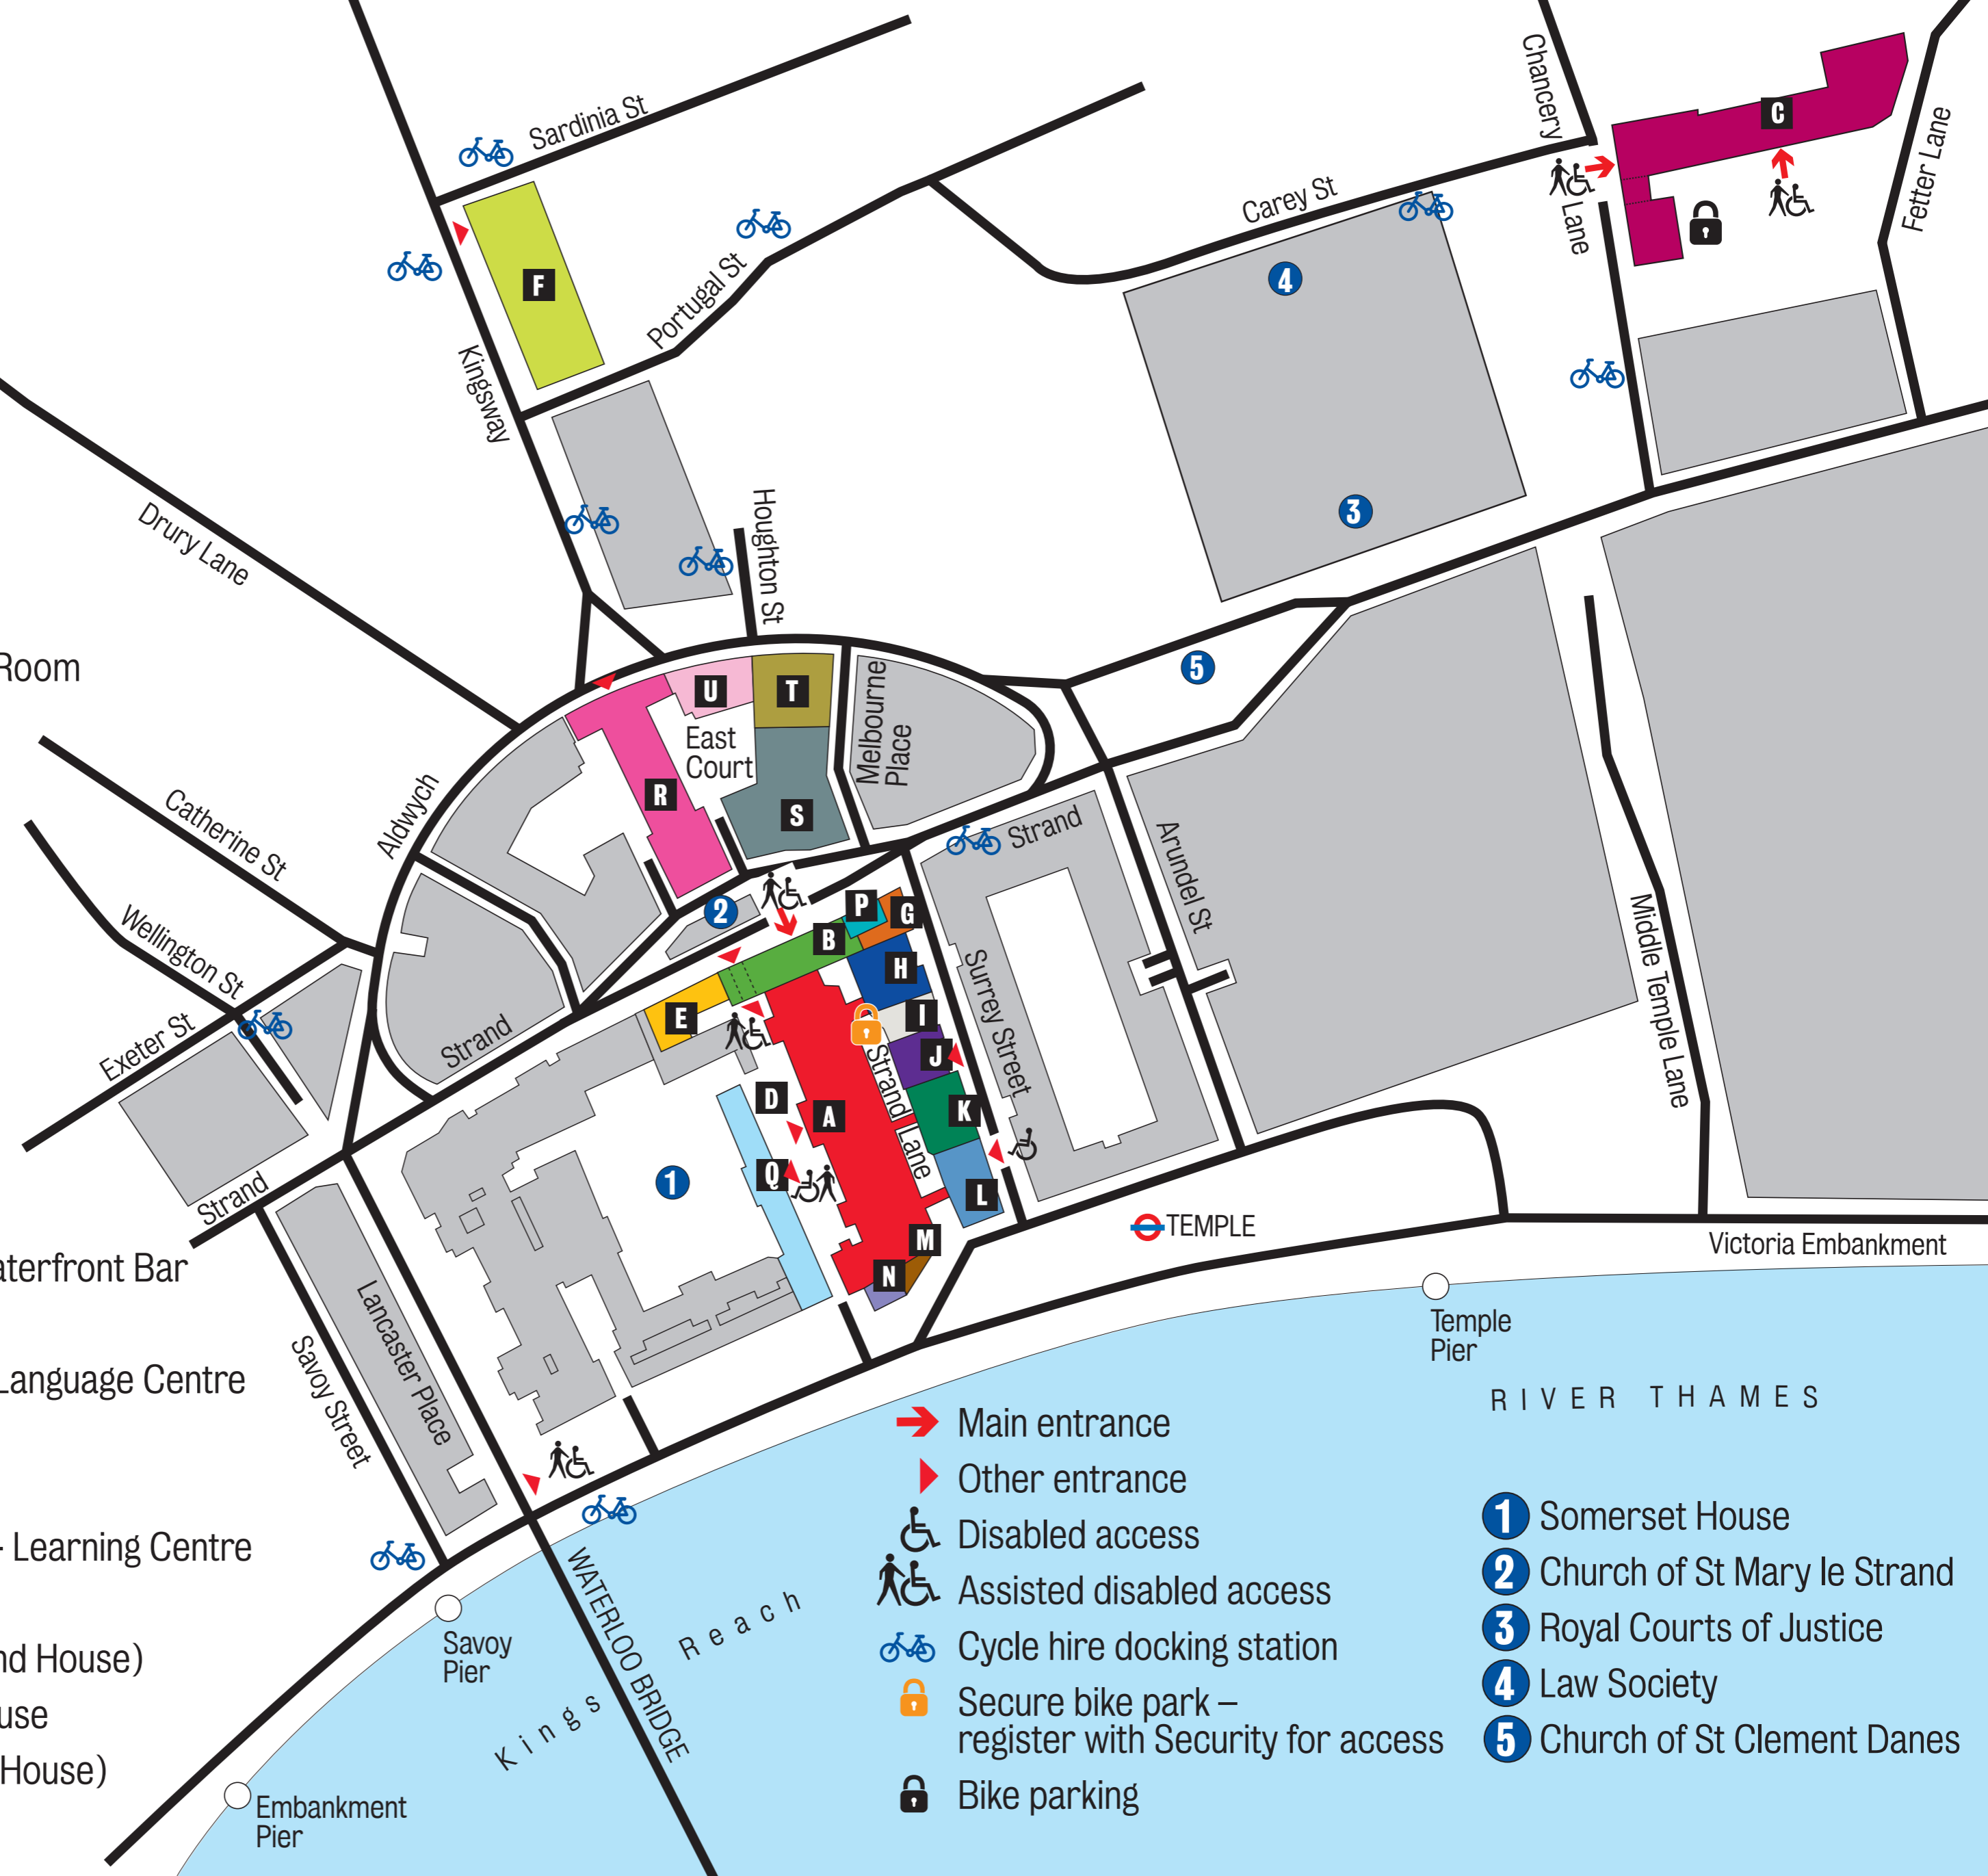 Sardinia St
Chancery
Lane
C
Fetter Lane
Carey St
F
Portugal St
4
Kingsway
Houghton St
3
Drury Lane
Room
5
U
T
Melbourne
Place
East
Court
R
S
Aldwych
Catherine St
Strand
Arundel St
2
P
G
B
H
Wellington St
Middle Temple Lane
E
I
Surrey Street
Exeter St
Strand
J
Strand
Lane
D
A
K
Q
1
L
Strand
M
TEMPLE
N
Victoria Embankment
aterfront Bar
Lancaster Place
Savoy Street
Temple
Pier
Language Centre
RIVER THAMES
Main entrance
Other entrance
Disabled access
Assisted disabled access
Cycle hire docking station
Secure bike park –
register with Security for access
Bike parking
1 Somerset House
2 Church of St Mary le Strand
3 Royal Courts of Justice
4 Law Society
5 Church of St Clement Danes
- Learning Centre
WATERLOO BRIDGE
Kings Reach
Savoy
Pier
nd House)
use
House)
Embankment
Pier